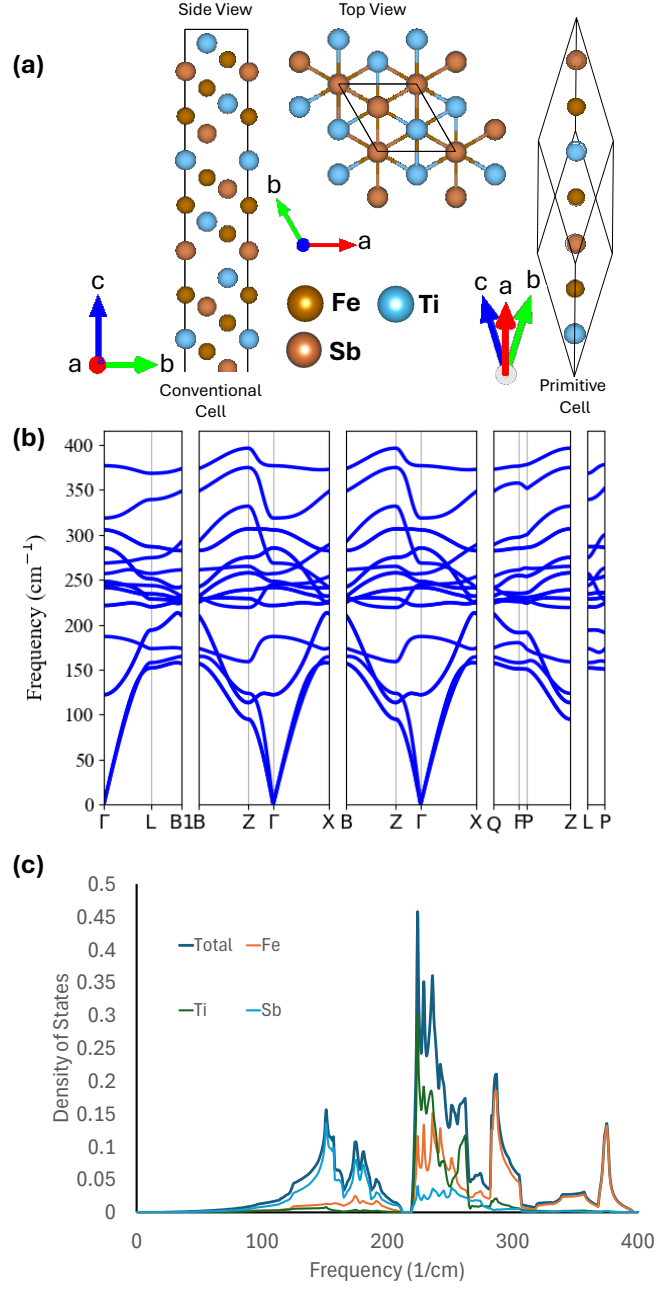 Side View
Top View
(a)
b
a
c
a
b
Fe
Ti
Sb
c
a
b
Conventional
Cell
Primitive
Cell
(b)
Frequency (cm⁻¹)
400
350
300
250
200
150
100
50
0
Γ L B1 B Z Γ X B Z Γ X Q F P Z L P
(c)
Density of States
0.5
0.45
0.4
0.35
0.3
0.25
0.2
0.15
0.1
0.05
0
Total Fe
Ti Sb
0 100 200 300 400
Frequency (1/cm)